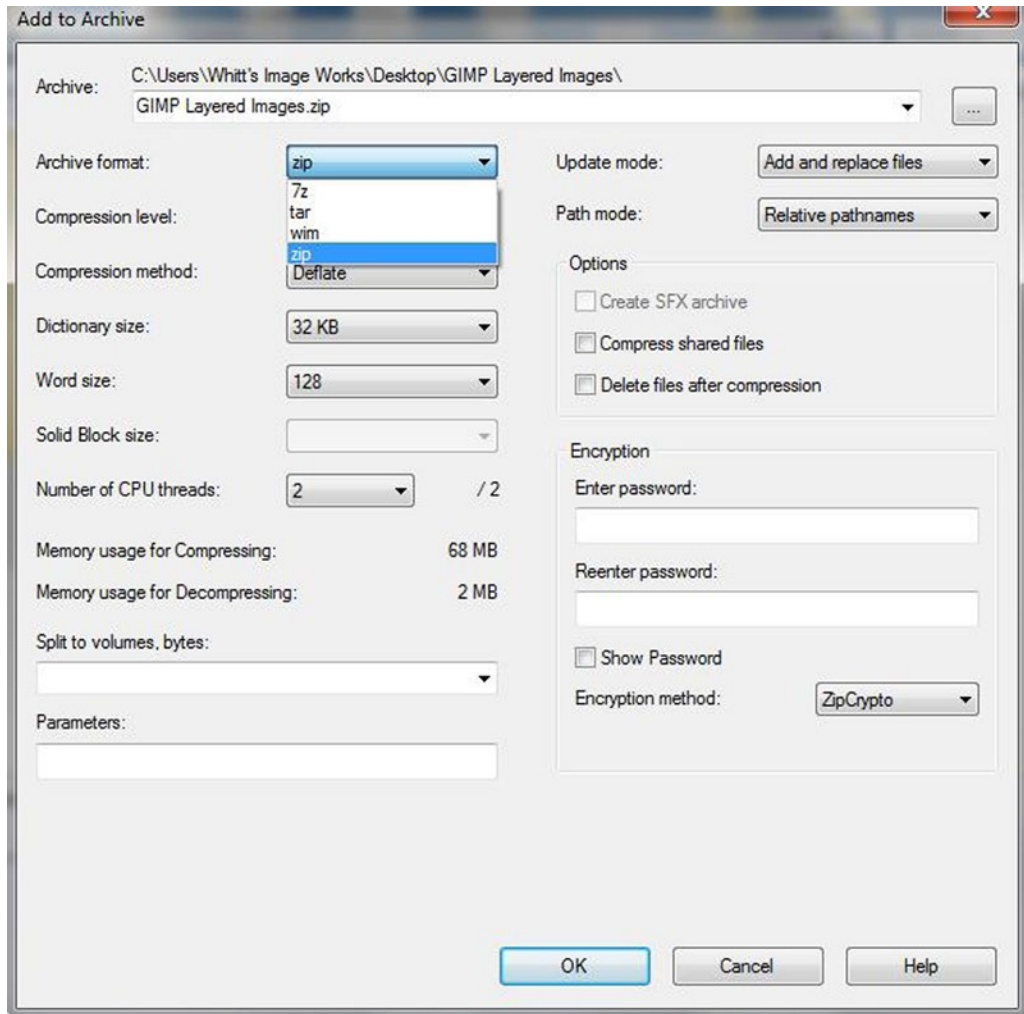 Add to Archive
Archive:
C:\Users\Whitt's Image Works\Desktop\GIMP Layered Images\
GIMP Layered Images.zip
...
Archive format:
zip
7z
tar
wim
zip
Compression level:
Compression method:
Deflate
Dictionary size:
32 KB
Word size:
128
Solid Block size:
Number of CPU threads:
2
/ 2
Memory usage for Compressing:
68 MB
Memory usage for Decompressing:
2 MB
Split to volumes, bytes:
Parameters:
Update mode:
Add and replace files
Path mode:
Relative pathnames
Options
Create SFX archive
Compress shared files
Delete files after compression
Encryption
Enter password:
Reenter password:
Show Password
Encryption method:
ZipCrypto
OK
Cancel
Help